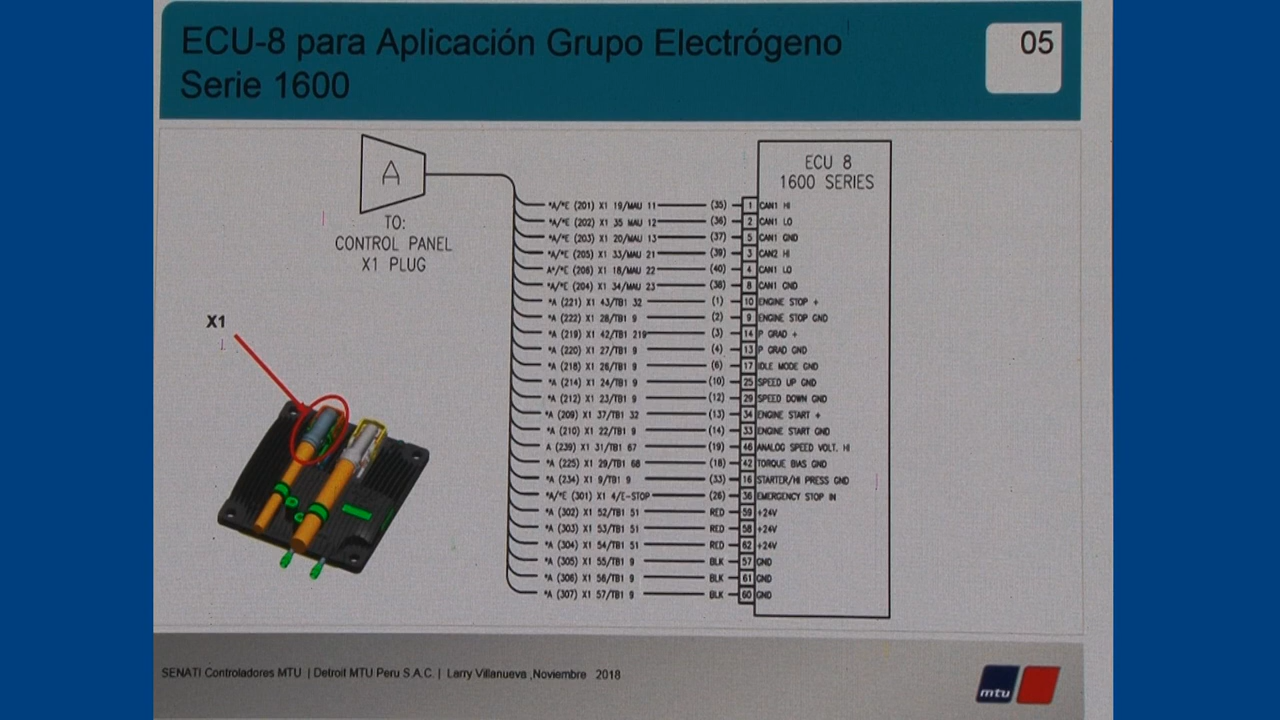 ECU-8 para Aplicación Grupo Electrógeno
Serie 1600
05
A
TO:
CONTROL PANEL
X1 PLUG
X1
ECU 8
1600 SERIES
*A/*E (201) X1 19/MAU 11 (35) 1 CAN1 HI
*A/*E (202) X1 35 MAU 12 (36) 2 CAN1 LO
*A/*E (203) X1 20/MAU 13 (37) 5 CAN1 GND
*A/*E (205) X1 33/MAU 21 (39) 3 CAN2 HI
A*/*E (206) X1 18/MAU 22 (40) 4 CAN1 LO
*A/*E (204) X1 34/MAU 23 (38) 8 CAN1 GND
*A (221) X1 43/TB1 32 (1) 10 ENGINE STOP +
*A (222) X1 28/TB1 9 (2) 9 ENGINE STOP GND
*A (219) X1 42/TB1 219 (3) 14 P GRAD +
*A (220) X1 27/TB1 9 (4) 13 P GRAD GND
*A (218) X1 26/TB1 9 (6) 17 IDLE MODE GND
*A (214) X1 24/TB1 9 (10) 25 SPEED UP GND
*A (212) X1 23/TB1 9 (12) 29 SPEED DOWN GND
*A (209) X1 37/TB1 32 (13) 34 ENGINE START +
*A (210) X1 22/TB1 9 (14) 33 ENGINE START GND
A (239) X1 31/TB1 67 (19) 46 ANALOG SPEED VOLT. HI
*A (225) X1 29/TB1 68 (18) 42 TORQUE BIAS GND
*A (234) X1 9/TB1 9 (33) 16 STARTER/HI PRESS GND
*A/*E (301) X1 4/E-STOP (26) 36 EMERGENCY STOP IN
*A (302) X1 52/TB1 51 RED 59 +24V
*A (303) X1 53/TB1 51 RED 58 +24V
*A (304) X1 54/TB1 51 RED 62 +24V
*A (305) X1 55/TB1 9 BLK 57 GND
*A (306) X1 56/TB1 9 BLK 61 GND
*A (307) X1 57/TB1 9 BLK 60 GND
SENATI Controladores MTU | Detroit MTU Peru S.A.C. | Larry Villanueva ,Noviembre 2018
mtu